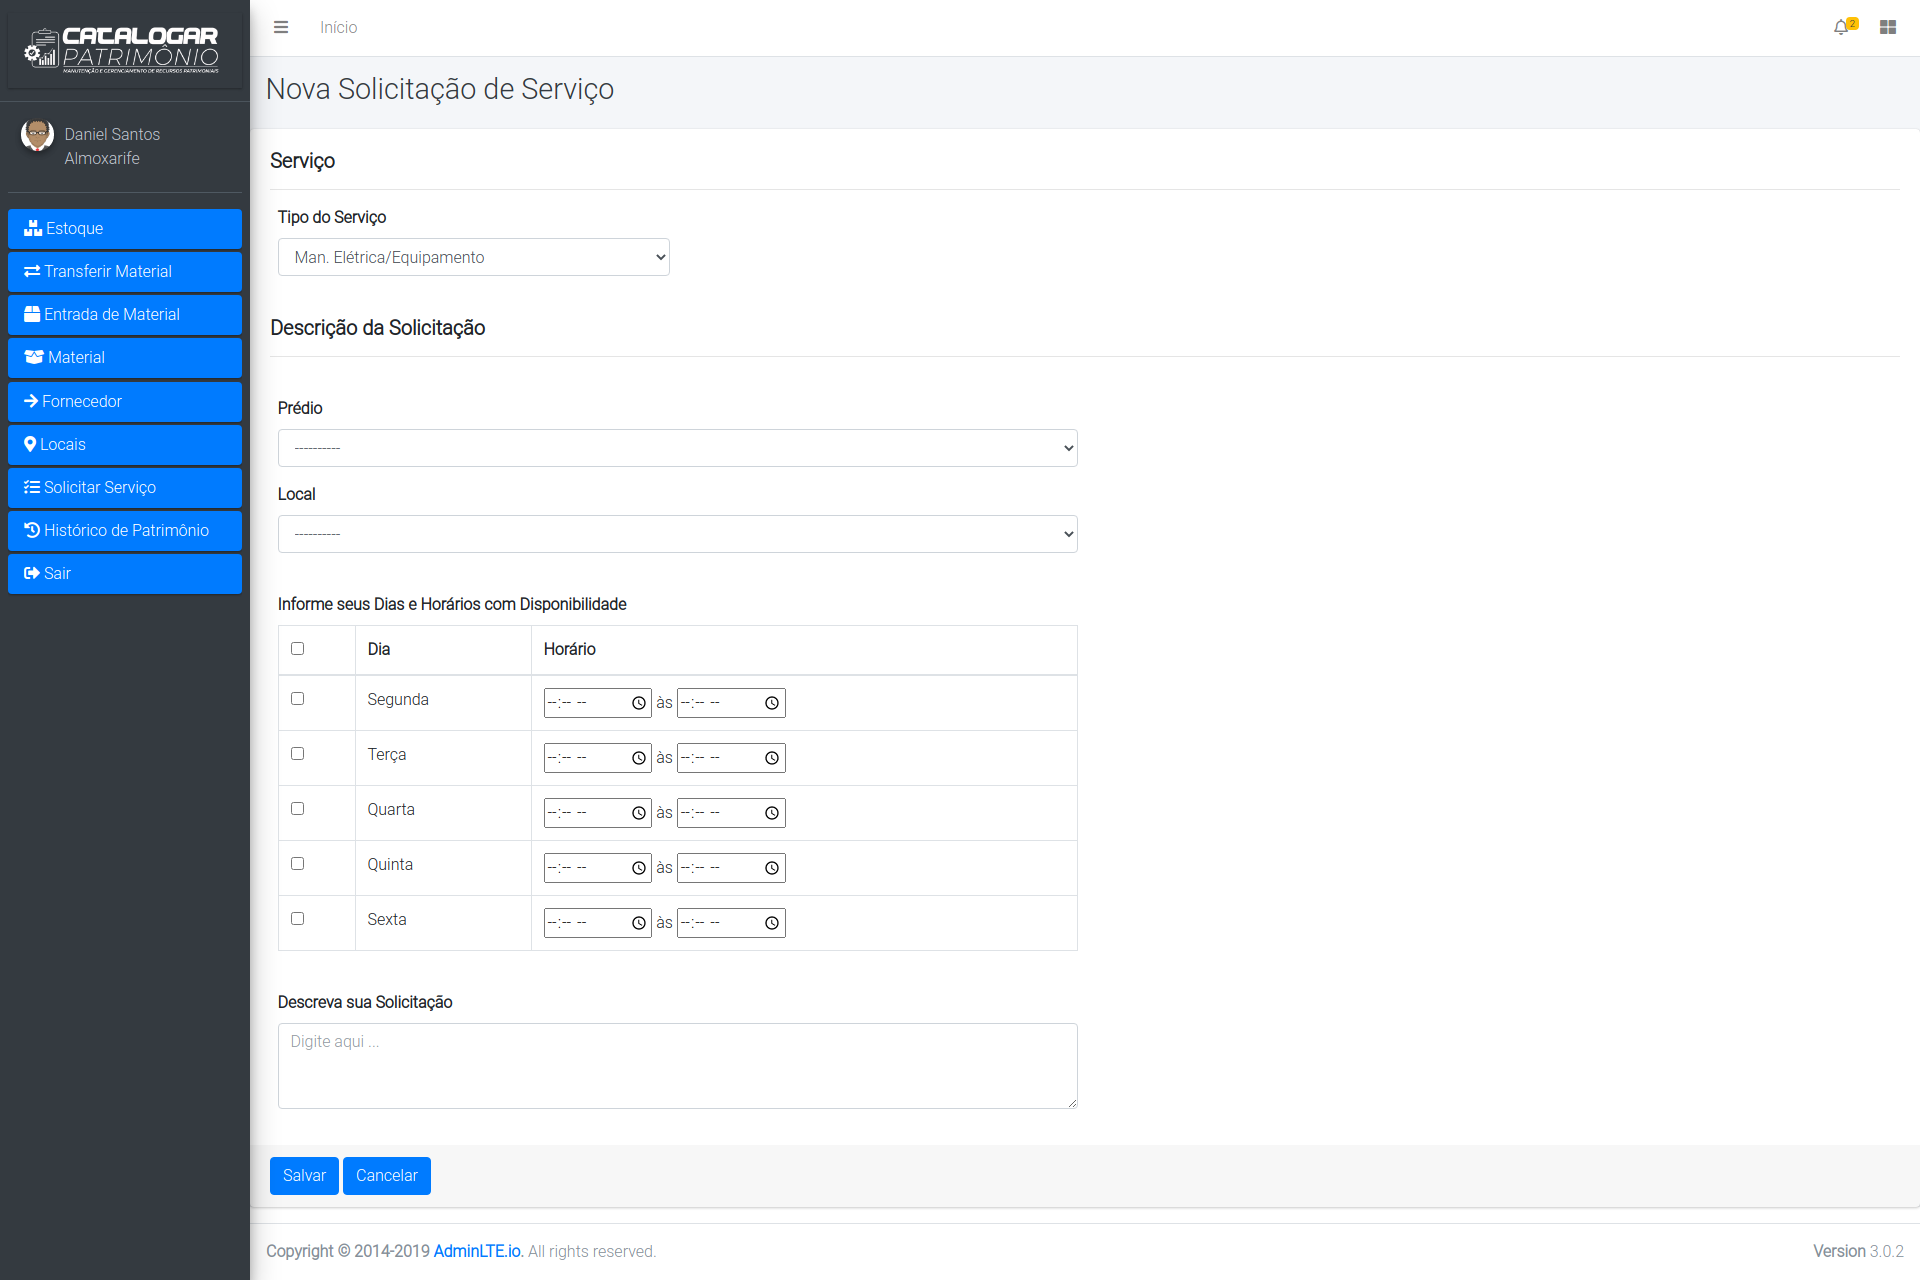 CATALOGAR
PATRIMÔNIO
MANUTENÇÃO E GERENCIAMENTO DE RECURSOS PATRIMONIAIS
Daniel Santos
Almoxarife
Estoque
Transferir Material
Entrada de Material
Material
Fornecedor
Locais
Solicitar Serviço
Histórico de Patrimônio
Sair
Início
2
Nova Solicitação de Serviço
Serviço
Tipo do Serviço
Man. Elétrica/Equipamento
Descrição da Solicitação
Prédio
----------
Local
----------
Informe seus Dias e Horários com Disponibilidade
Dia Horário
Segunda --:-- -- às --:-- --
Terça --:-- -- às --:-- --
Quarta --:-- -- às --:-- --
Quinta --:-- -- às --:-- --
Sexta --:-- -- às --:-- --
Descreva sua Solicitação
Digite aqui ...
Salvar Cancelar
Copyright © 2014-2019 AdminLTE.io. All rights reserved. Version 3.0.2